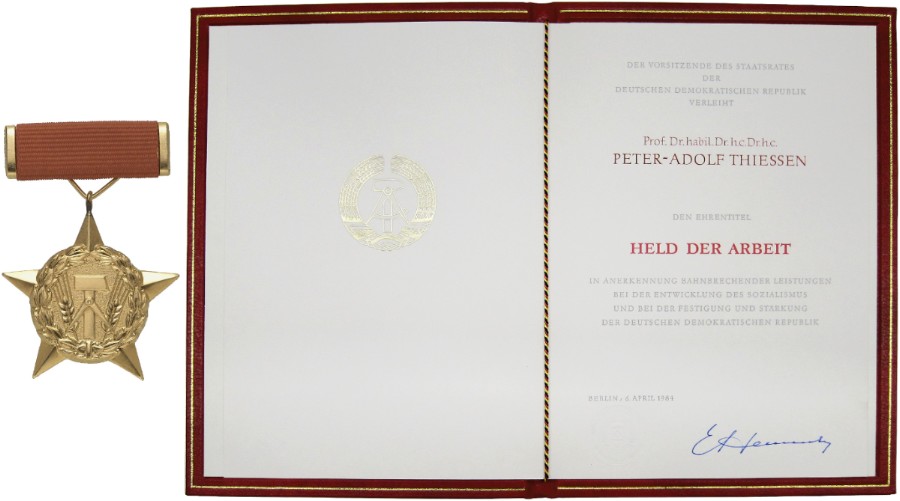 DER VORSITZENDE DES STAATSRATES
DER
DEUTSCHEN DEMOKRATISCHEN REPUBLIK
VERLEIHT
Prof. Dr. habil. Dr. h.c. Dr. h.c.
PETER-ADOLF THIESSEN
DEN EHRENTITEL
HELD DER ARBEIT
IN ANERKENNUNG BAHNBRECHENDER LEISTUNGEN
BEI DER ENTWICKLUNG DES SOZIALISMUS
UND BEI DER FESTIGUNG UND STÄRKUNG
DER DEUTSCHEN DEMOKRATISCHEN REPUBLIK
BERLIN, APRIL